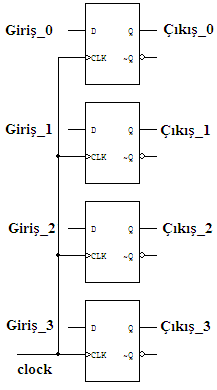 Giriş_0 D Q Çıkış_0
CLK ~Q
Giriş_1 D Q Çıkış_1
CLK ~Q
Giriş_2 D Q Çıkış_2
CLK ~Q
Giriş_3 D Q Çıkış_3
CLK ~Q
clock